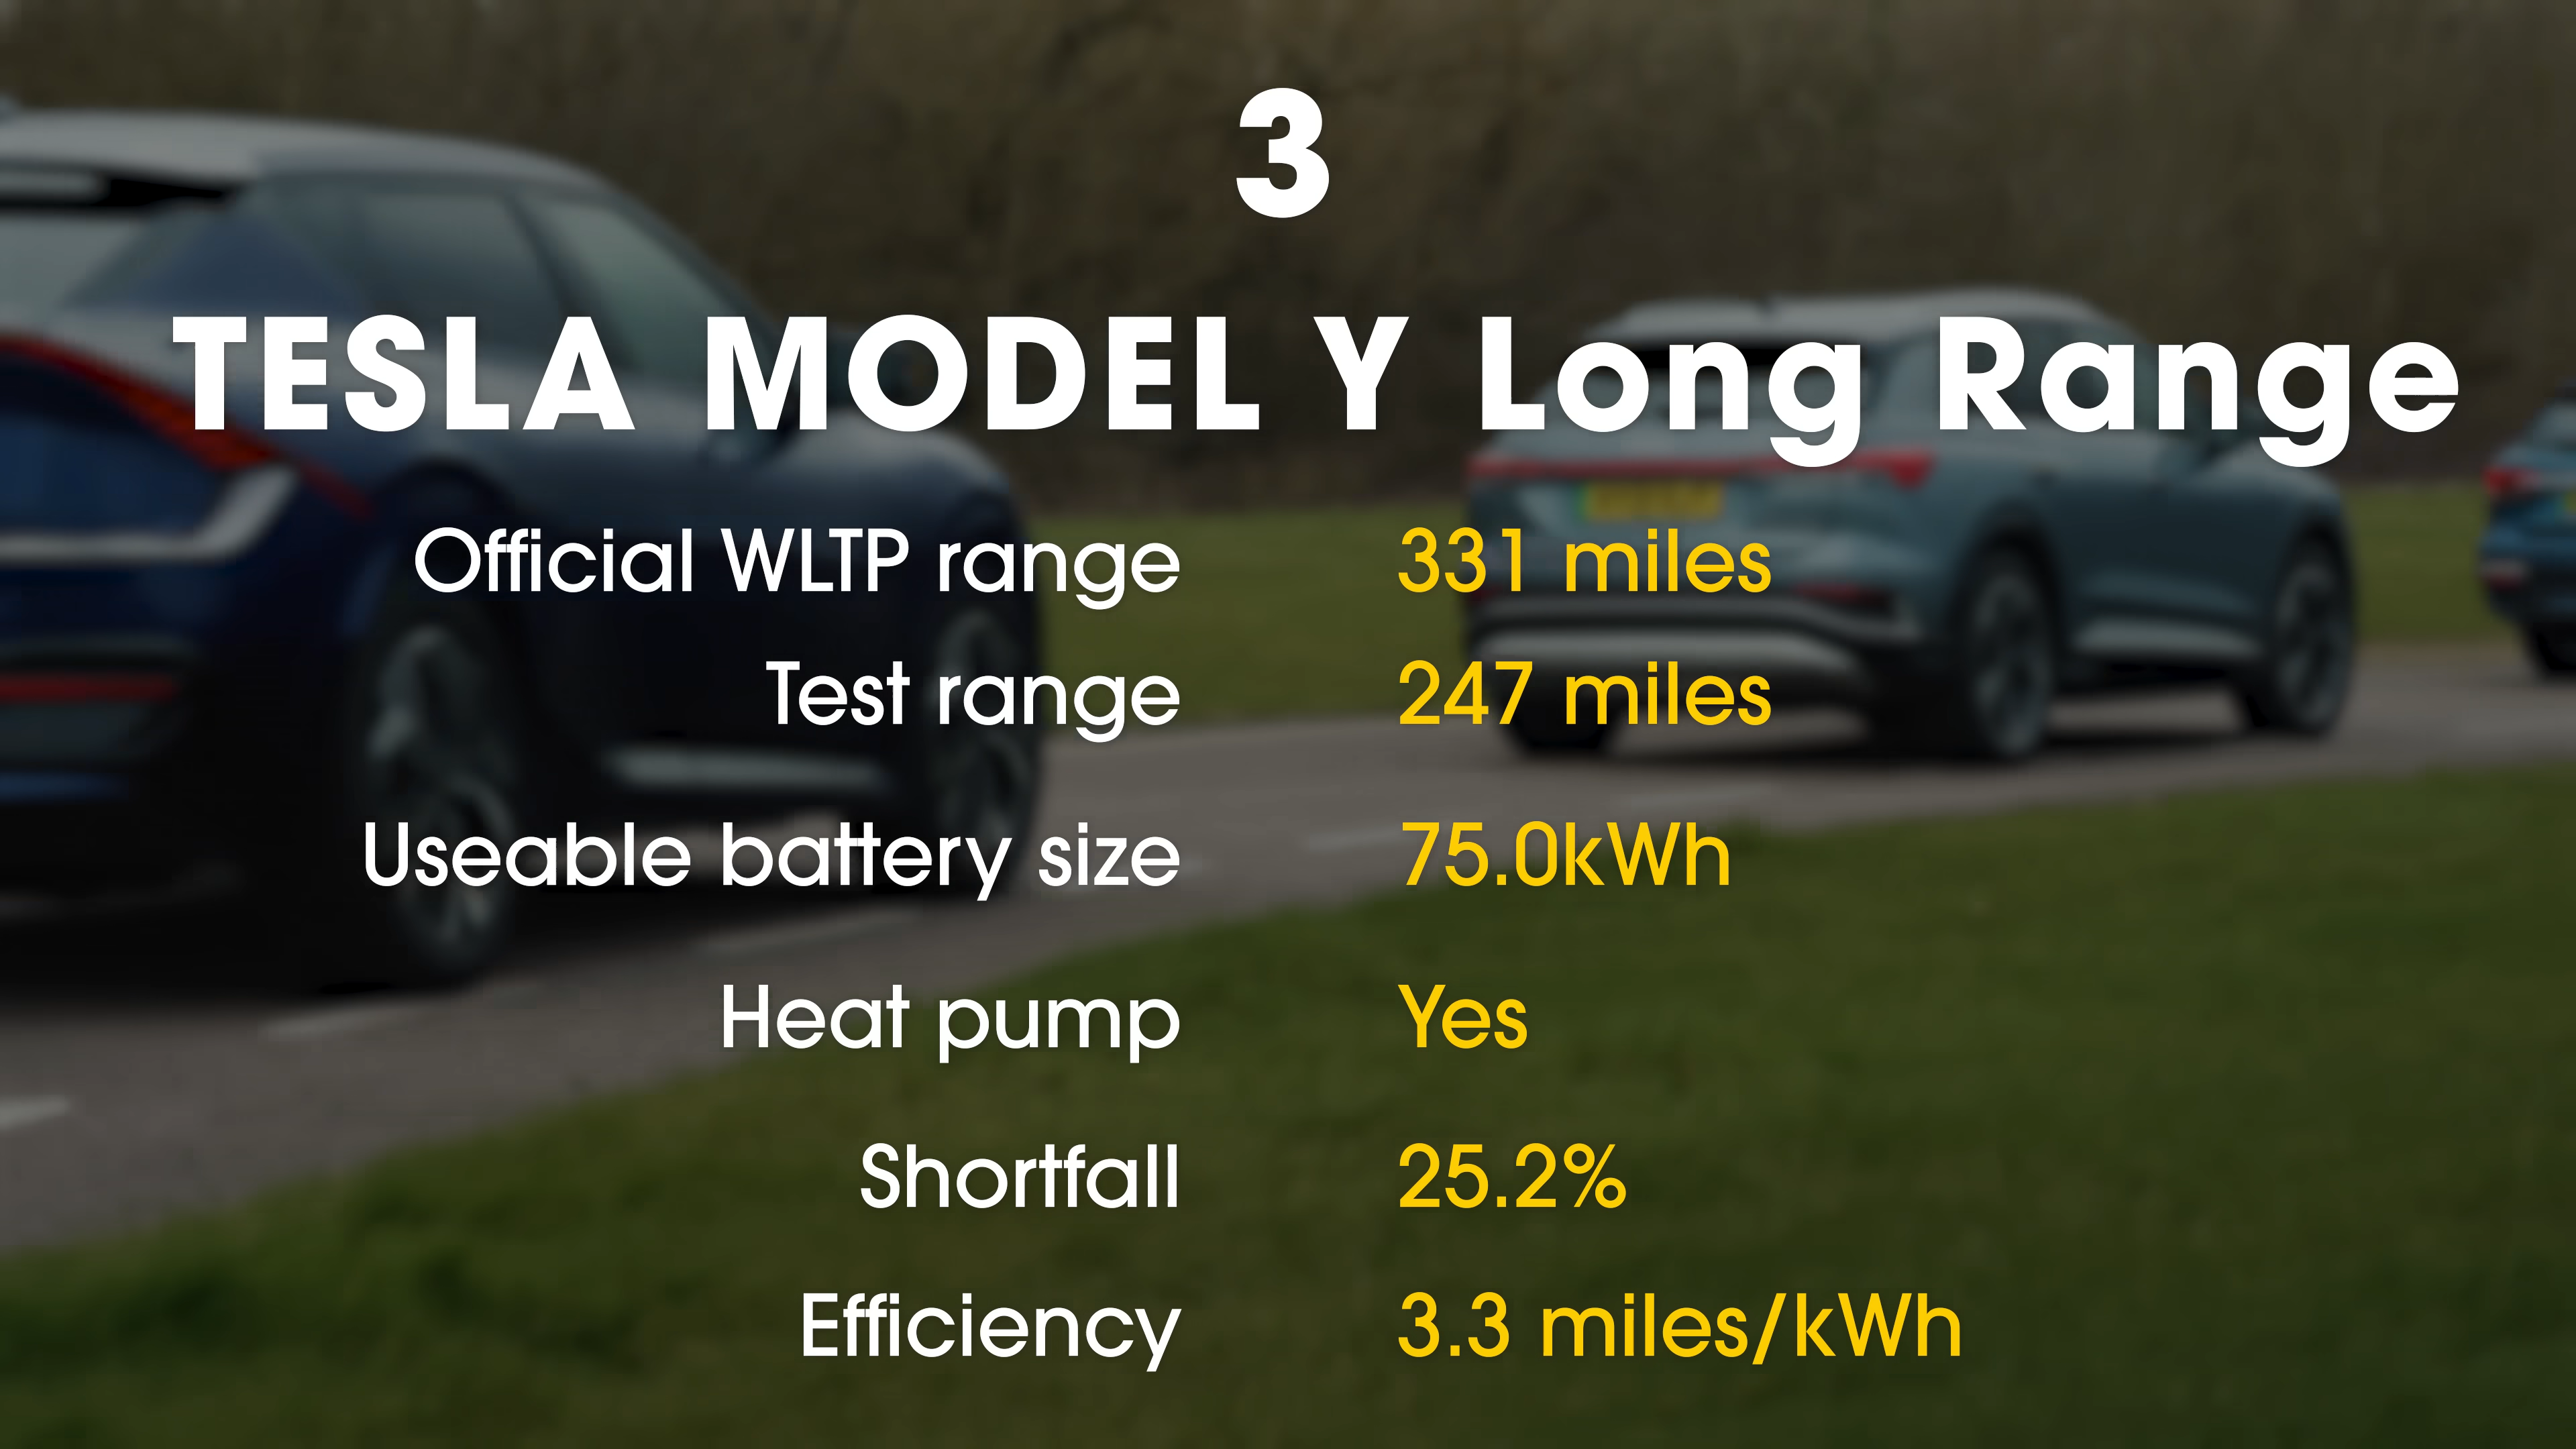 3
TESLA MODEL Y Long Range
Official WLTP range 331 miles
Test range 247 miles
Useable battery size 75.0kWh
Heat pump Yes
Shortfall 25.2%
Efficiency 3.3 miles/kWh